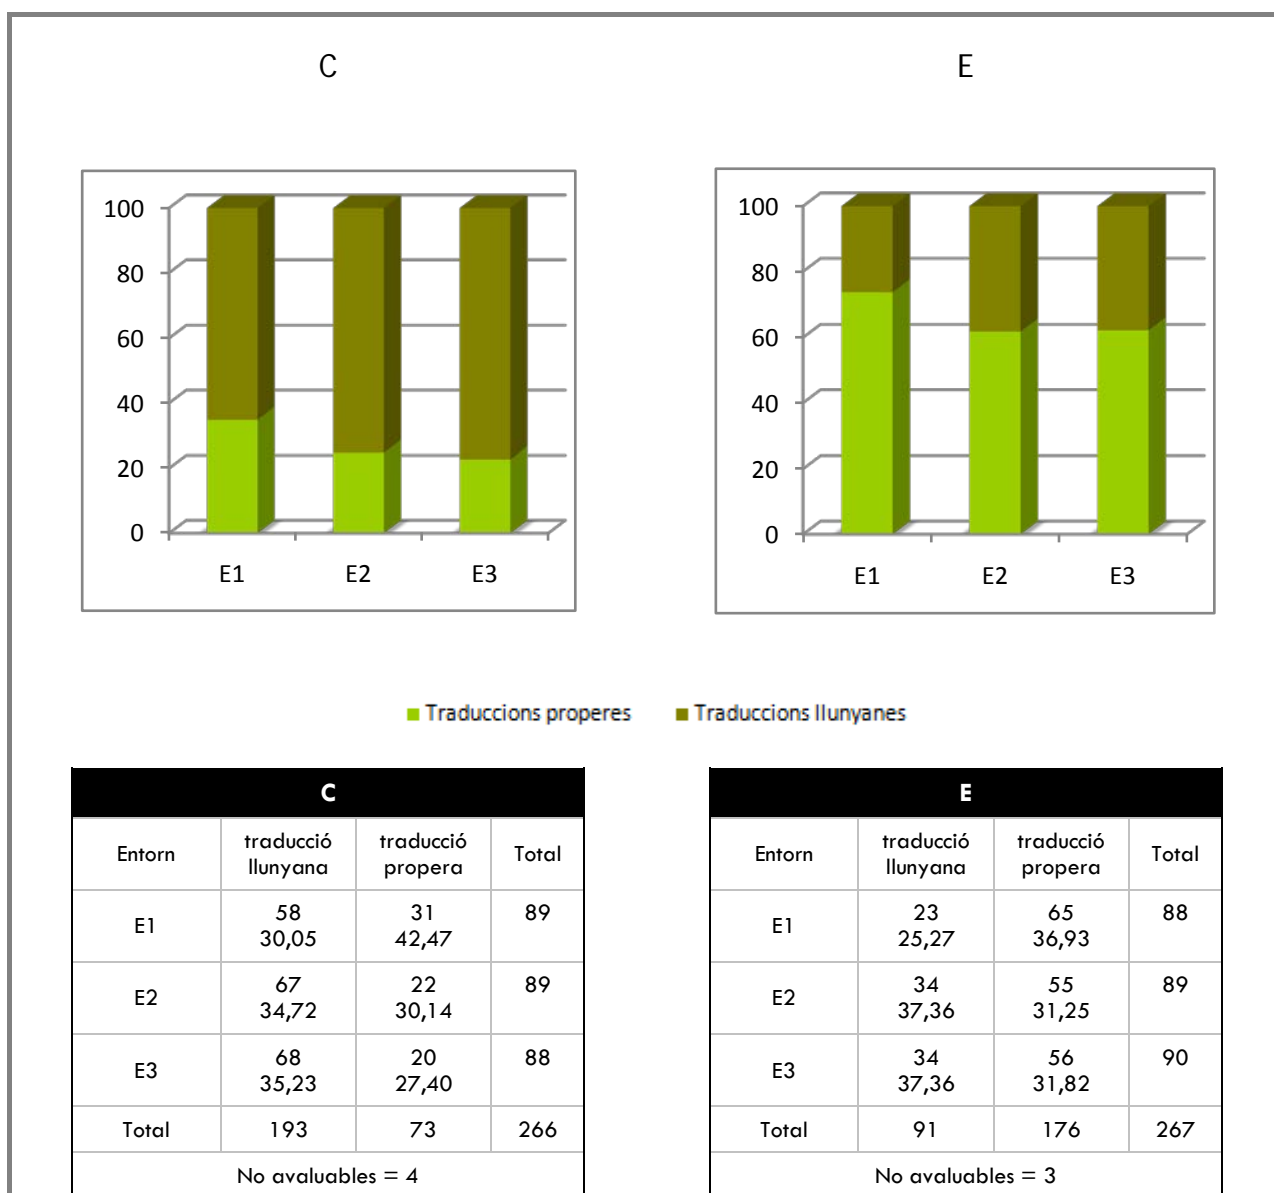 C
E
100
80
60
40
20
0
E1 E2 E3
100
80
60
40
20
0
E1 E2 E3
Traduccions properes Traduccions llunyanes
C
Entorn traducció llunyana traducció propera Total
E1 58 31 89
30,05 42,47
E2 67 22 89
34,72 30,14
E3 68 20 88
35,23 27,40
Total 193 73 266
No avaluables = 4
E
Entorn traducció llunyana traducció propera Total
E1 23 65 88
25,27 36,93
E2 34 55 89
37,36 31,25
E3 34 56 90
37,36 31,82
Total 91 176 267
No avaluables = 3